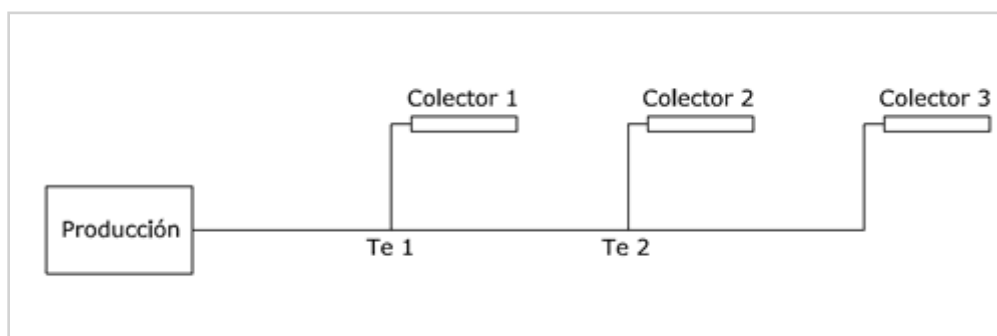 Colector 1
Colector 2
Colector 3
Producción
Te 1
Te 2